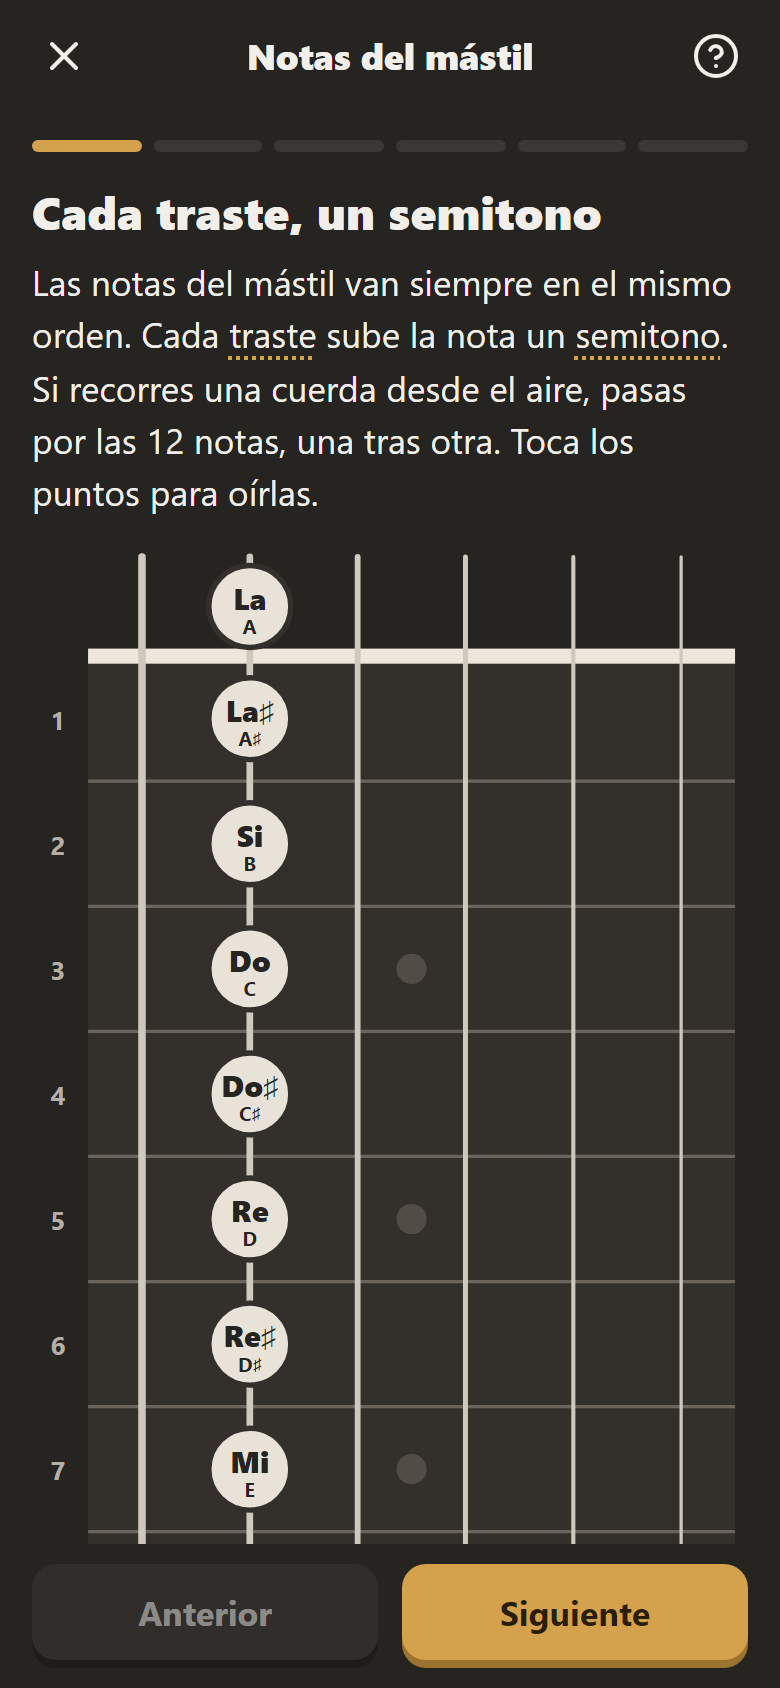 Notas del mástil
?
Cada traste, un semitono
Las notas del mástil van siempre en el mismo
orden. Cada traste sube la nota un semitono.
Si recorres una cuerda desde el aire, pasas
por las 12 notas, una tras otra. Toca los
puntos para oírlas.
La
A
1
La♯
A♯
2
Si
B
3
Do
C
4
Do♯
C♯
5
Re
D
6
Re♯
D♯
7
Mi
E
Anterior
Siguiente